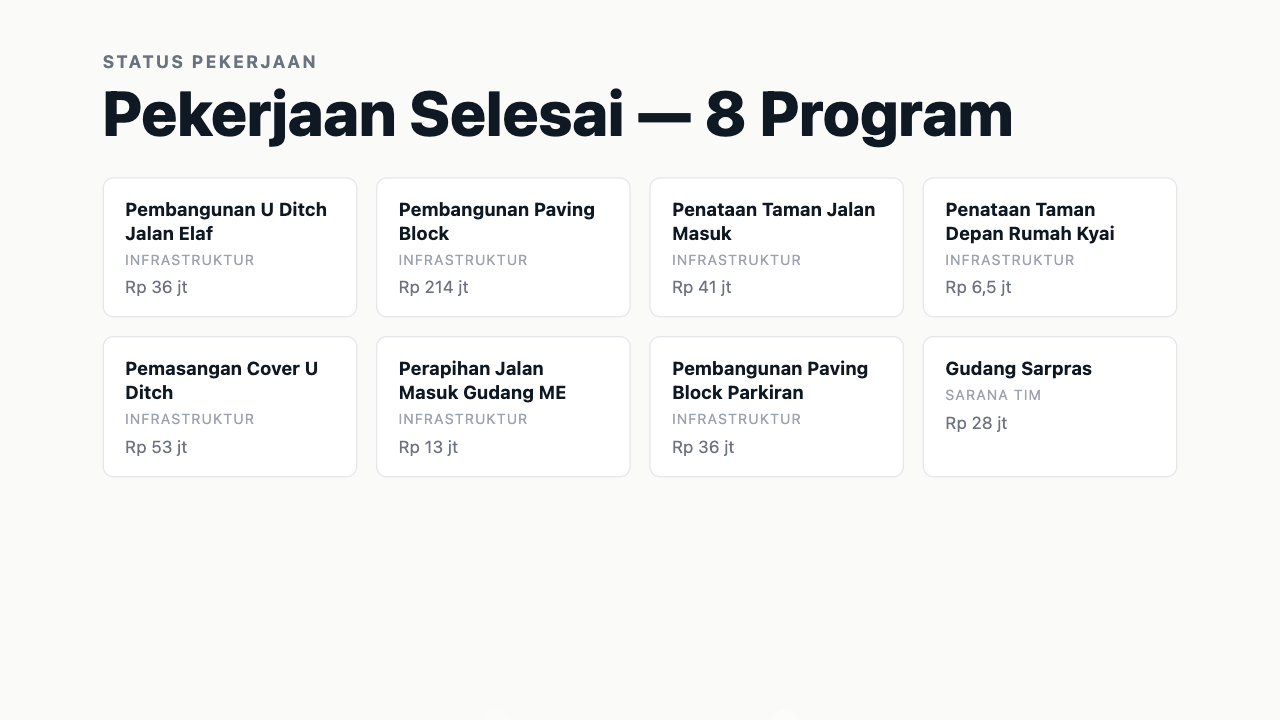 STATUS PEKERJAAN
Pekerjaan Selesai — 8 Program
Pembangunan U Ditch
Jalan Elaf
INFRASTRUKTUR
Rp 36 jt
Pembangunan Paving
Block
INFRASTRUKTUR
Rp 214 jt
Penataan Taman Jalan
Masuk
INFRASTRUKTUR
Rp 41 jt
Penataan Taman
Depan Rumah Kyai
INFRASTRUKTUR
Rp 6,5 jt
Pemasangan Cover U
Ditch
INFRASTRUKTUR
Rp 53 jt
Perapihan Jalan
Masuk Gudang ME
INFRASTRUKTUR
Rp 13 jt
Pembangunan Paving
Block Parkiran
INFRASTRUKTUR
Rp 36 jt
Gudang Sarpras
SARANA TIM
Rp 28 jt